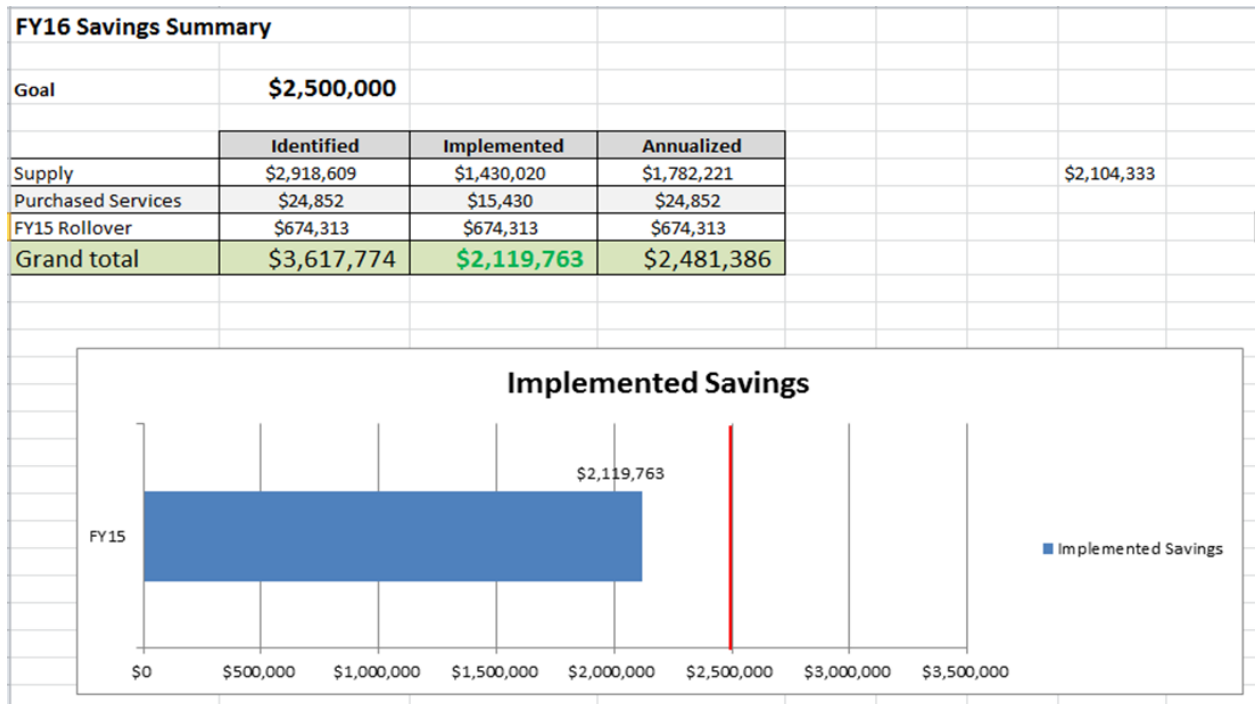 FY16 Savings Summary
Goal $2,500,000
Identified Implemented Annualized
Supply $2,918,609 $1,430,020 $1,782,221 $2,104,333
Purchased Services $24,852 $15,430 $24,852
FY15 Rollover $674,313 $674,313 $674,313
Grand total $3,617,774 $2,119,763 $2,481,386
Implemented Savings
$2,119,763
FY15
Implemented Savings
$0 $500,000 $1,000,000 $1,500,000 $2,000,000 $2,500,000 $3,000,000 $3,500,000